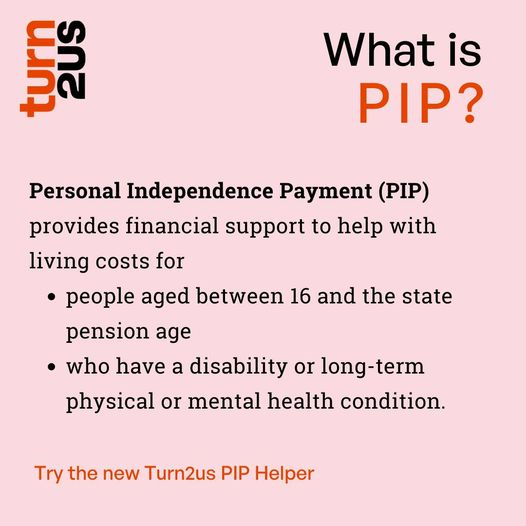 turn
2us
What is
PIP?
Personal Independence Payment (PIP)
provides financial support to help with
living costs for
• people aged between 16 and the state
pension age
• who have a disability or long-term
physical or mental health condition.
Try the new Turn2us PIP Helper